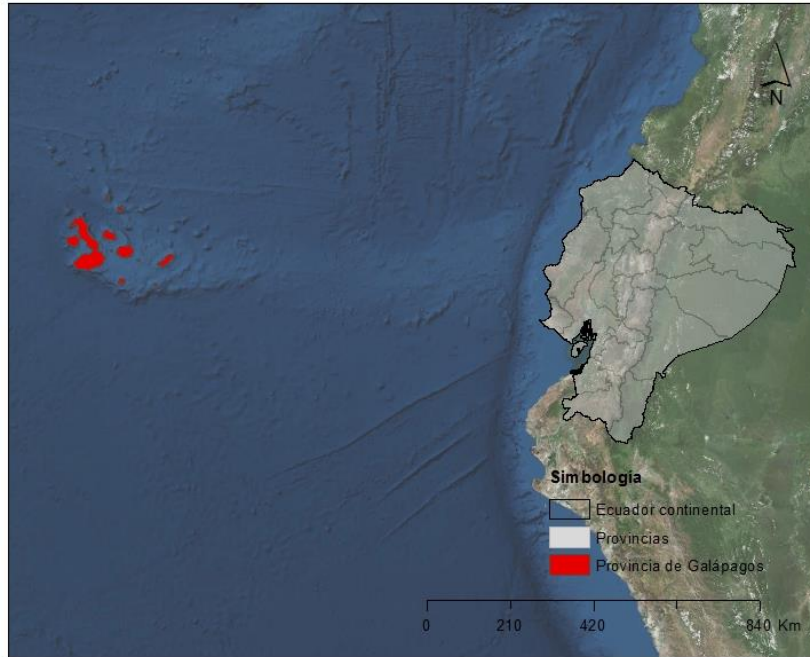 N
Simbología
Ecuador continental
Provincias
Provincia de Galápagos
0 210 420 840 Km